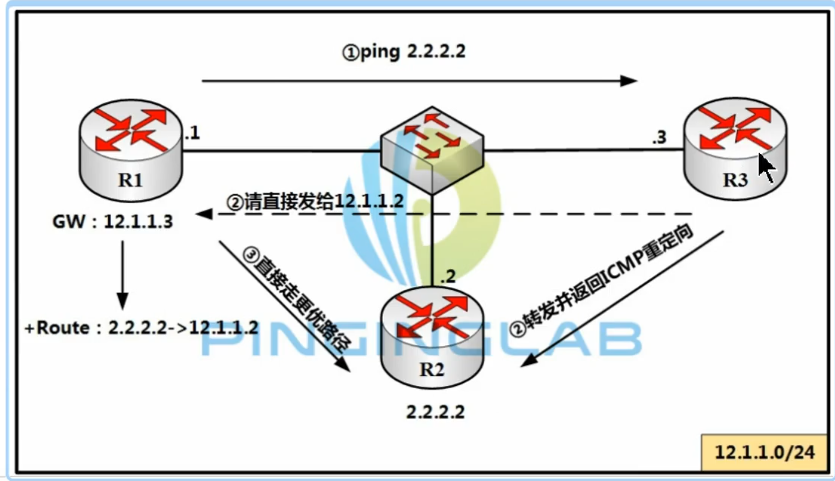 ①ping 2.2.2.2
.1
.3
R1
R3
②请直接发给12.1.1.2
GW：12.1.1.3
③直接走更优路径
②转发并返回ICMP重定向
.2
+Route：2.2.2.2->12.1.1.2
PINGINGLAB
R2
2.2.2.2
12.1.1.0/24